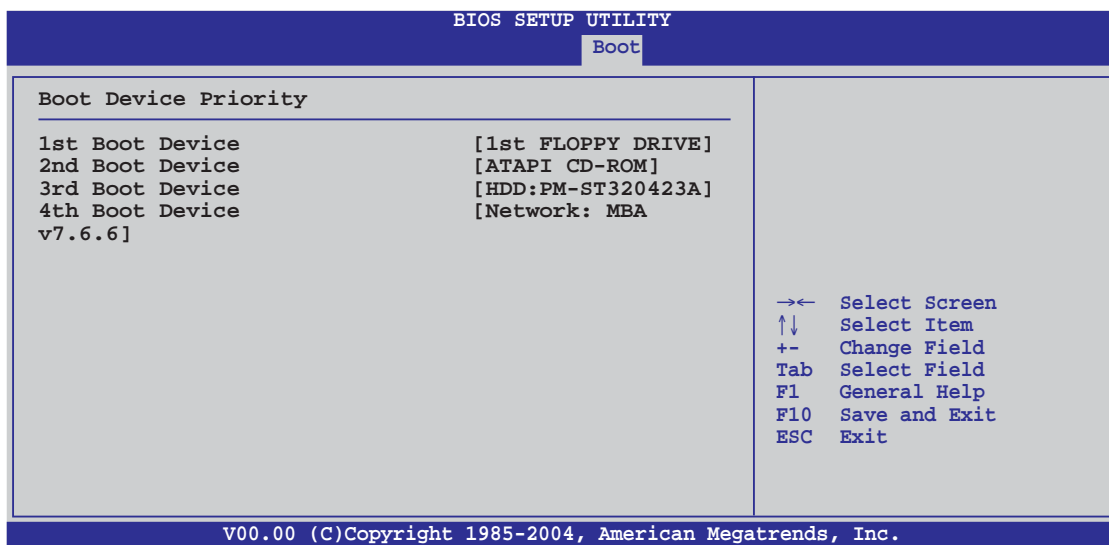 BIOS SETUP UTILITY
Boot
Boot Device Priority
1st Boot Device [1st FLOPPY DRIVE]
2nd Boot Device [ATAPI CD-ROM]
3rd Boot Device [HDD:PM-ST320423A]
4th Boot Device [Network: MBA
v7.6.6]
→← Select Screen
↑↓ Select Item
+- Change Field
Tab Select Field
F1 General Help
F10 Save and Exit
ESC Exit
V00.00 (C)Copyright 1985-2004, American Megatrends, Inc.